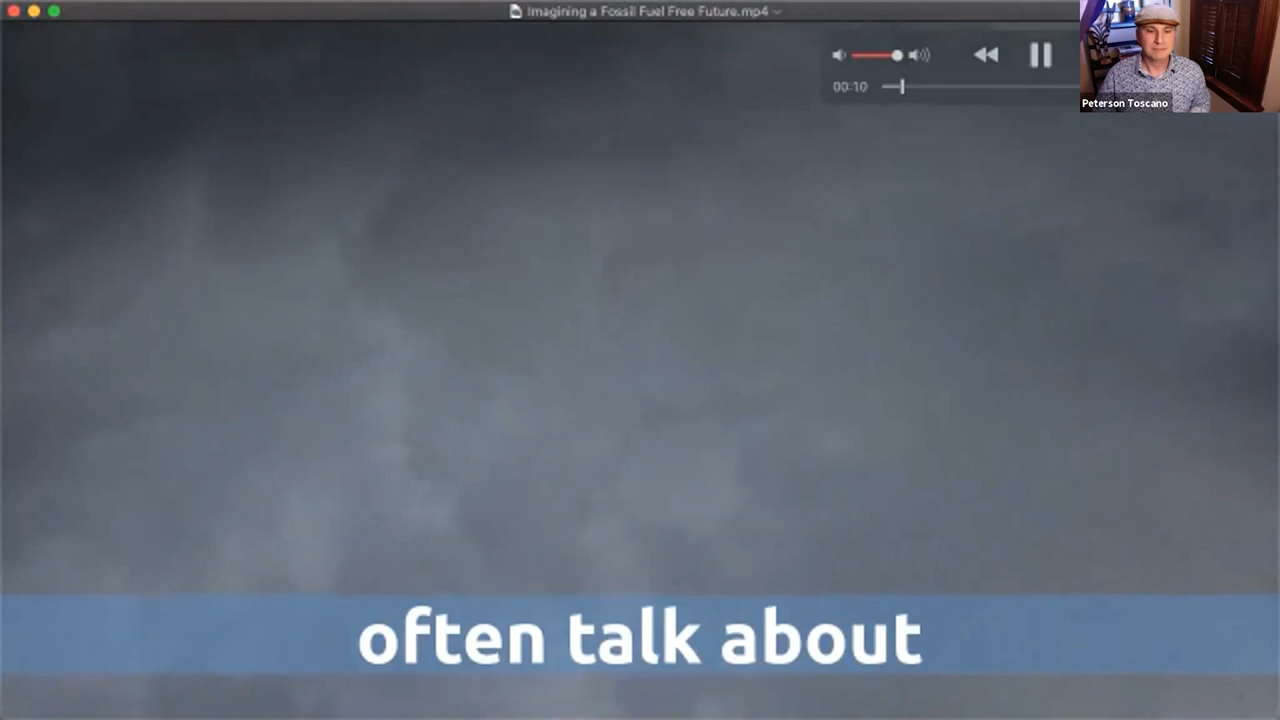 Imagining a Fossil Fuel Free Future.mp4
00:10
Peterson Toscano
often talk about